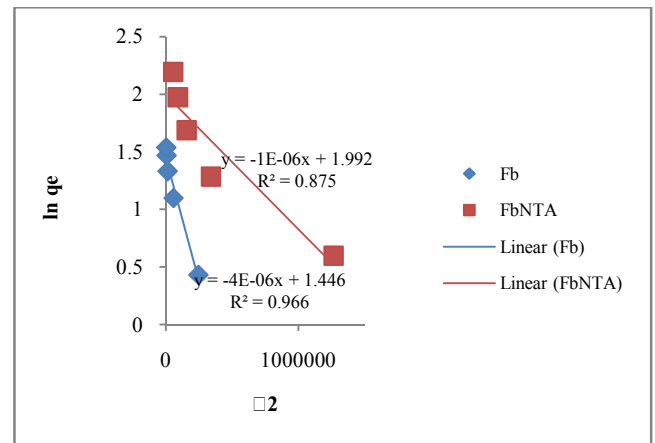 2.5
2
1.5
1
0.5
0
ln qe
y = -1E-06x + 1.992
R² = 0.875
y = -4E-06x + 1.446
R² = 0.966
0
1000000
□2
Fb
FbNTA
Linear (Fb)
Linear (FbNTA)